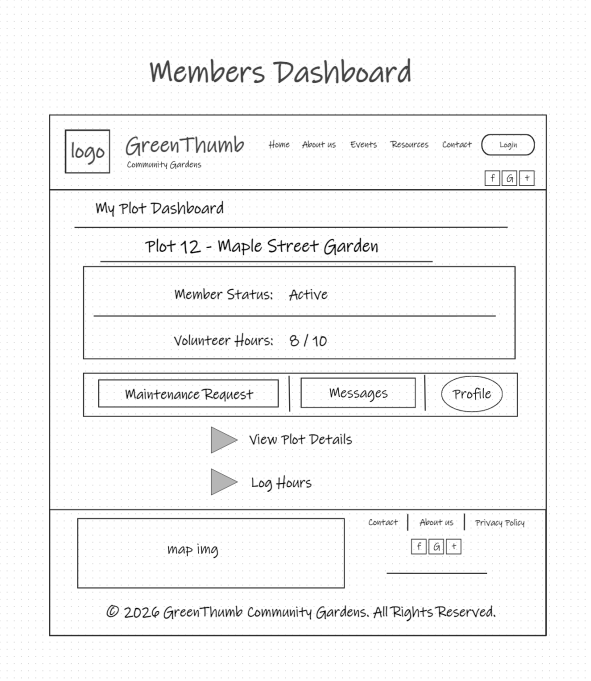 Members Dashboard
logo
GreenThumb
Community Gardens
Home About us Events Resources Contact Login
f G t
My Plot Dashboard
Plot 12 - Maple Street Garden
Member Status: Active
Volunteer Hours: 8 / 10
Maintenance Request Messages Profile
View Plot Details
Log Hours
map img
Contact About us Privacy Policy
f G t
© 2026 GreenThumb Community Gardens. All Rights Reserved.